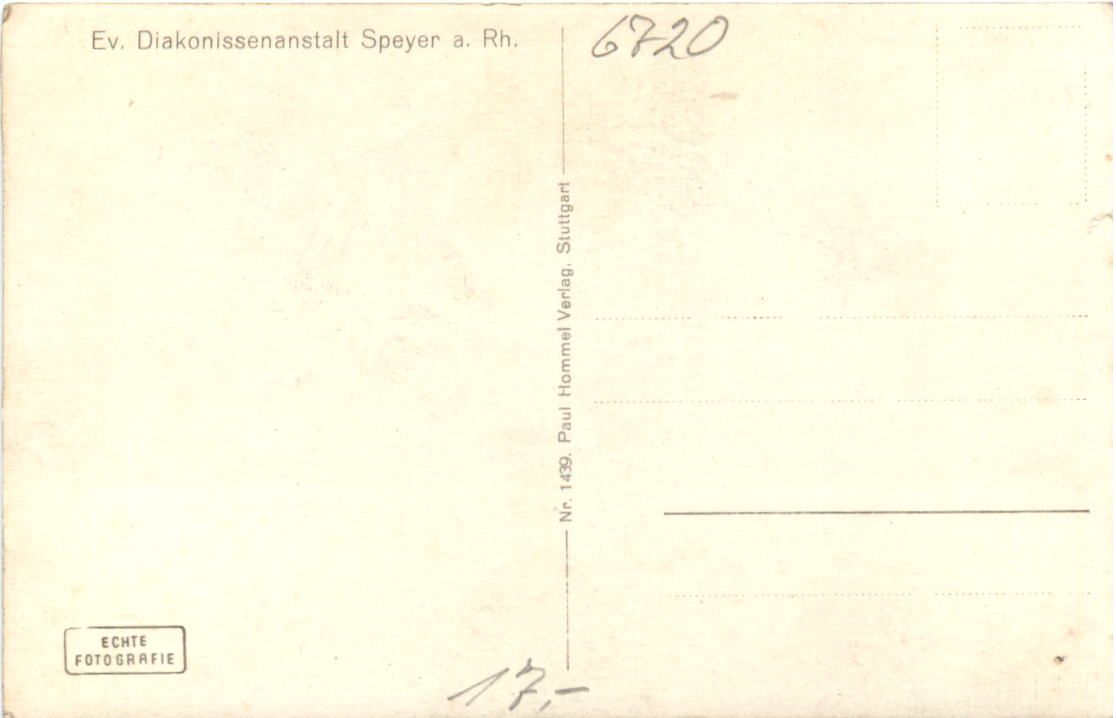 Ev. Diakonissenanstalt Speyer a. Rh.
6720
Nr. 1439. Paul Hommel Verlag, Stuttgart
ECHTE
FOTOGRAFIE
17,-